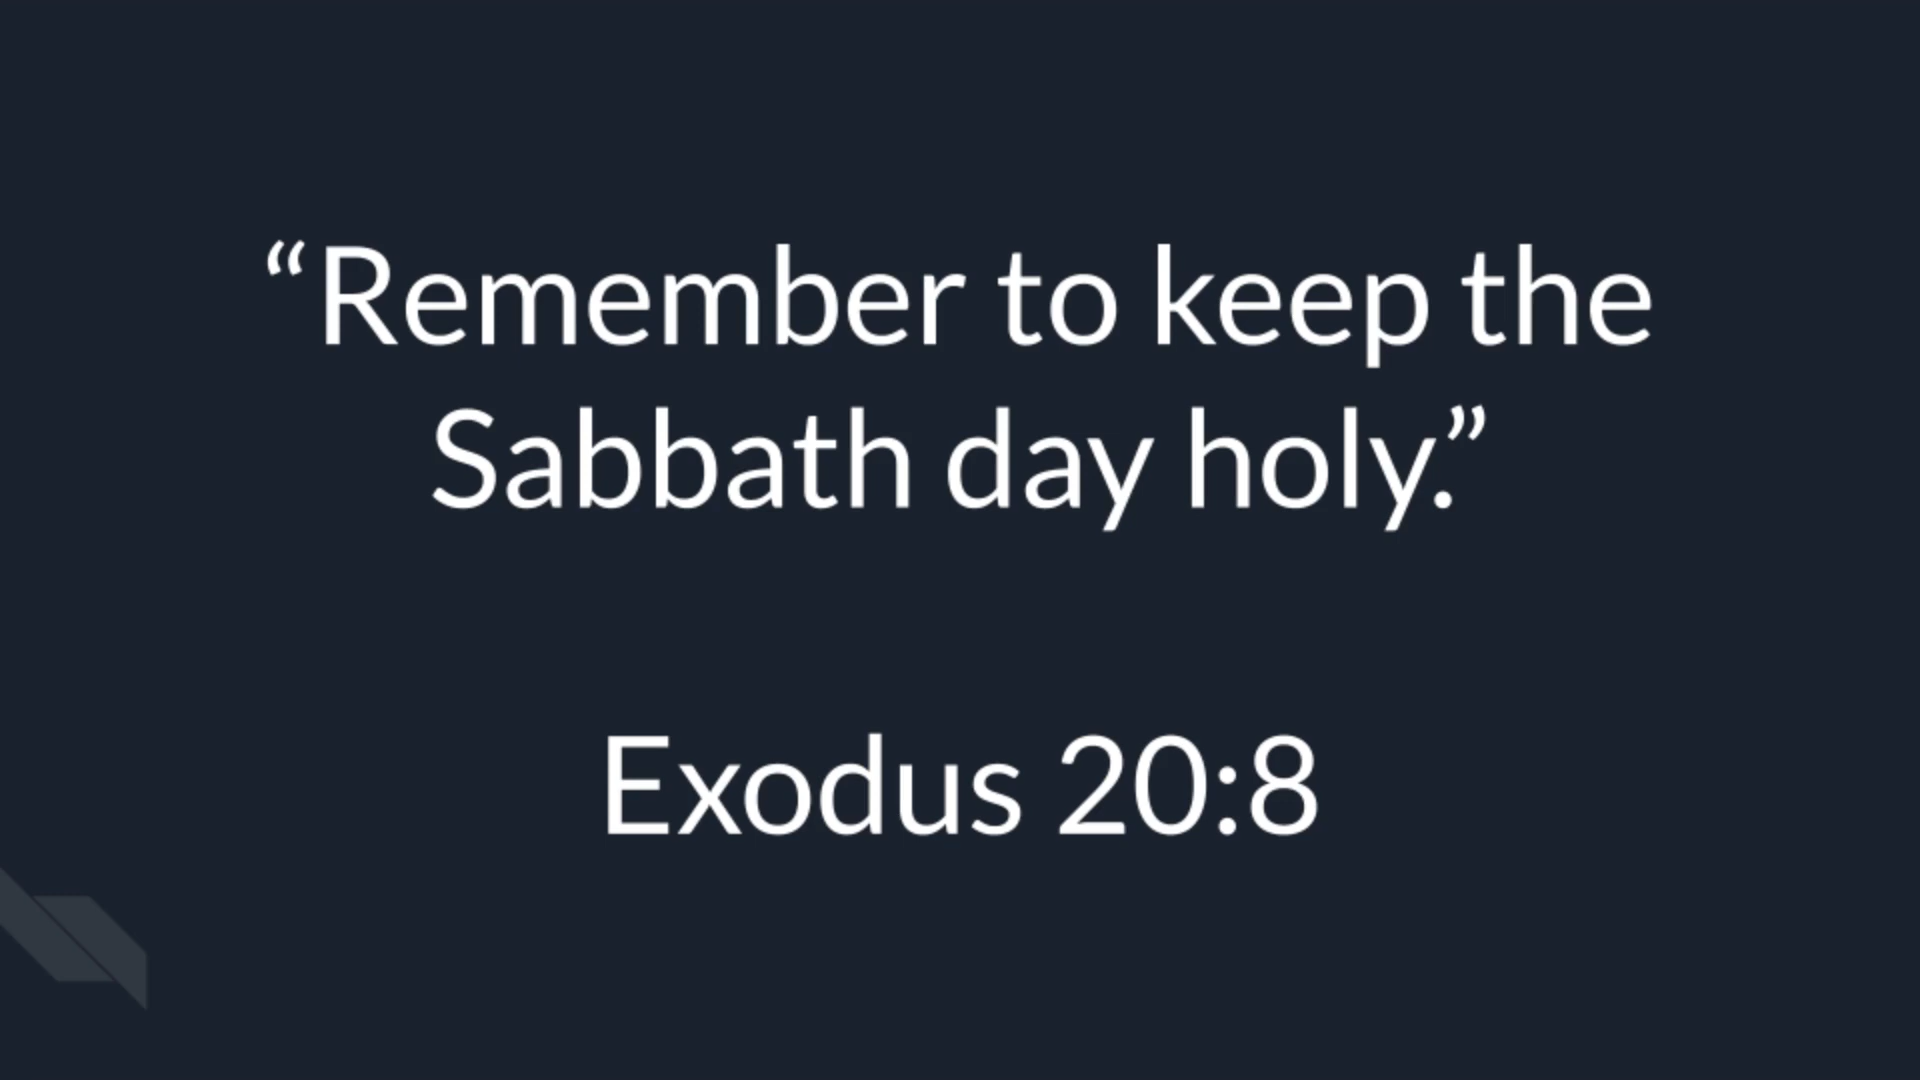 “Remember to keep the
Sabbath day holy.”
Exodus 20:8